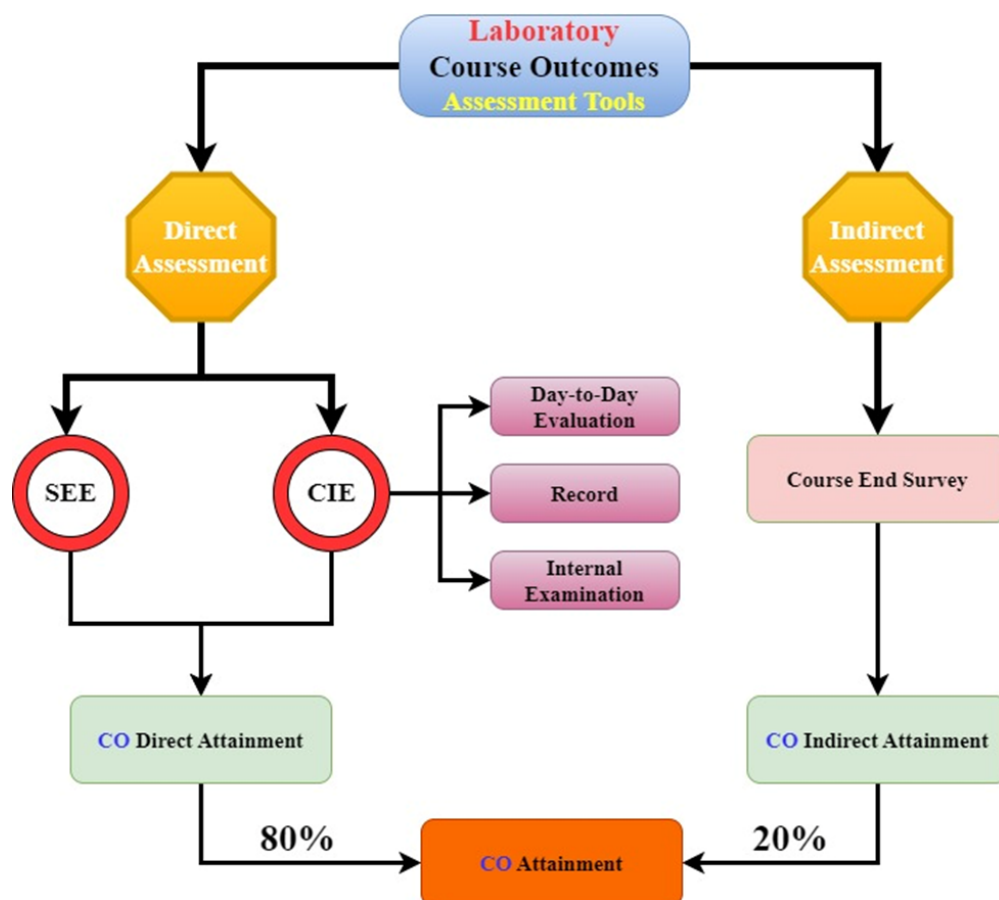 Laboratory
Course Outcomes
Assessment Tools
Direct
Assessment
Indirect
Assessment
Day-to-Day
Evaluation
SEE
CIE
Record
Course End Survey
Internal
Examination
CO Direct Attainment
CO Indirect Attainment
80%
20%
CO Attainment